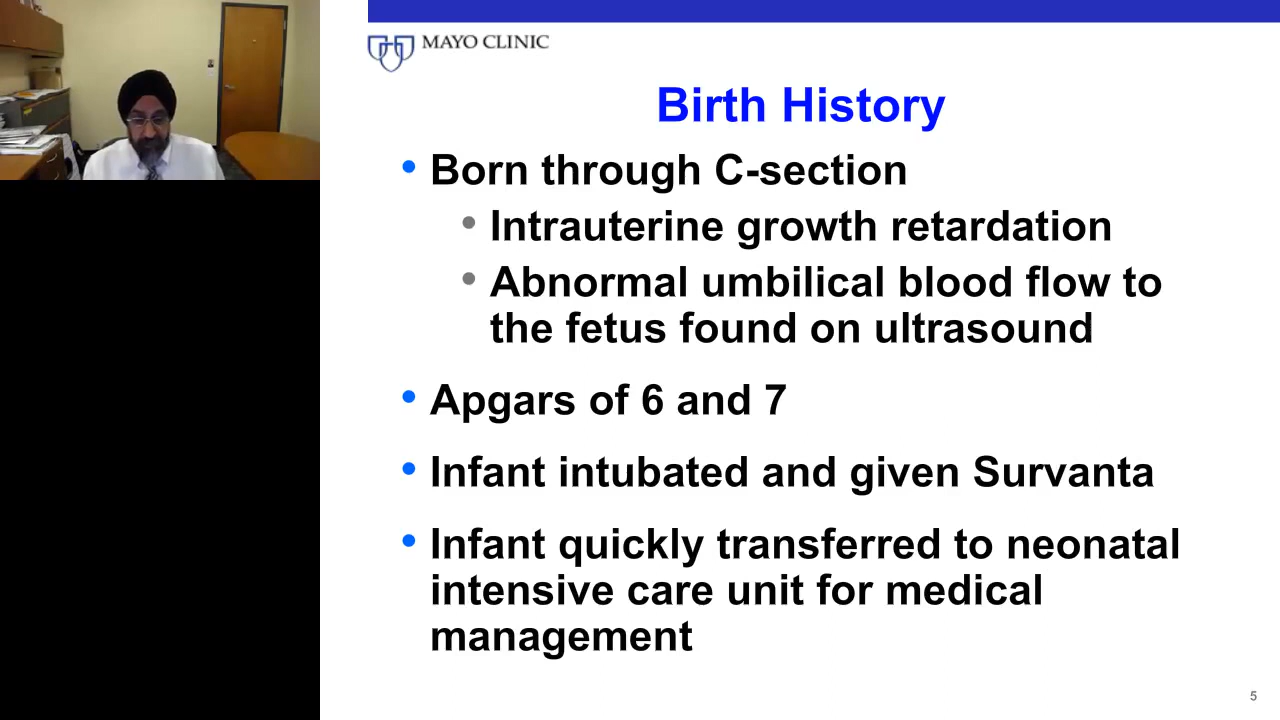 MAYO CLINIC
Birth History
• Born through C-section
• Intrauterine growth retardation
• Abnormal umbilical blood flow to
the fetus found on ultrasound
• Apgars of 6 and 7
• Infant intubated and given Survanta
• Infant quickly transferred to neonatal
intensive care unit for medical
management
5